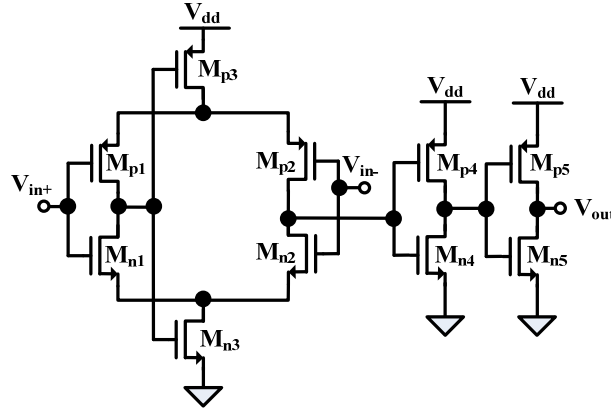 Vdd
Mp3
Vdd
Vdd
Mp1
Mp2
Vin-
Mp4
Mp5
Vin+
Vout
Mn1
Mn2
Mn4
Mn5
Mn3